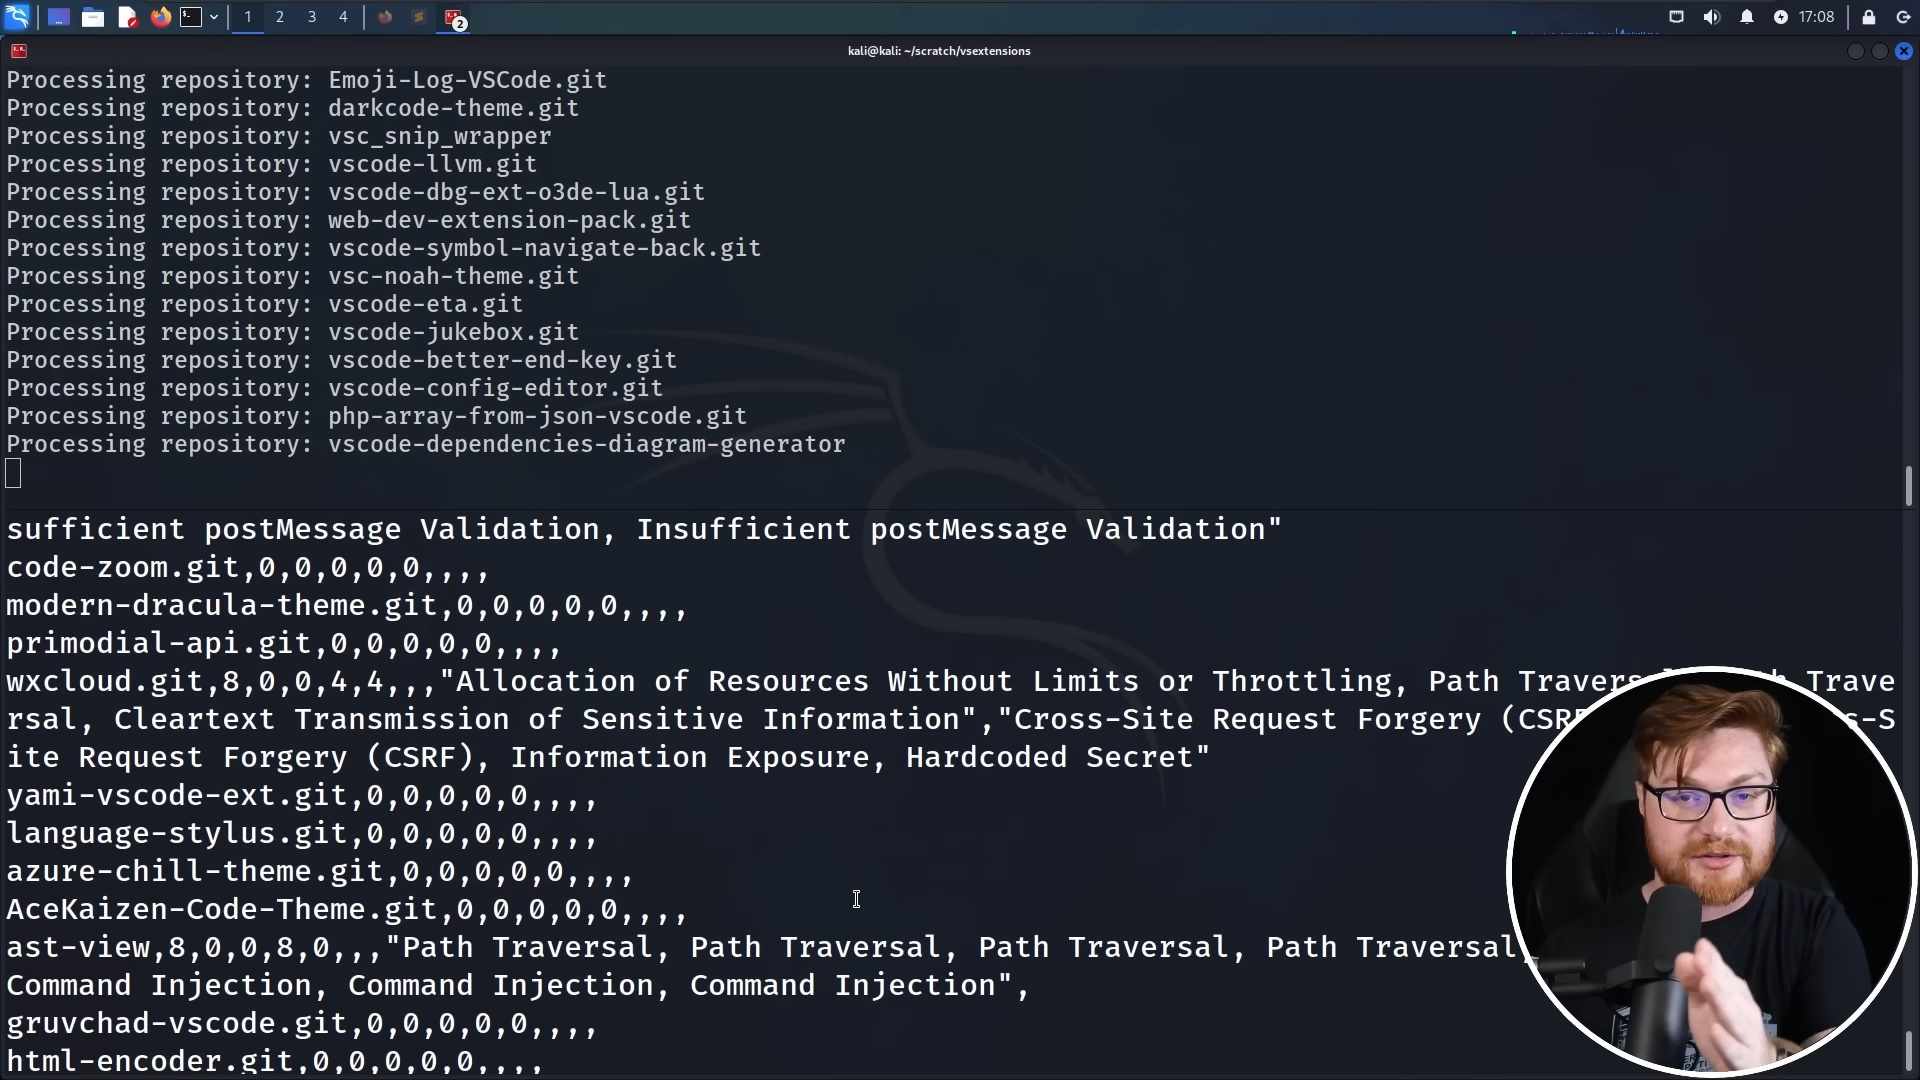 1 2 3 4 2 17:08
kali@kali: ~/scratch/vsextensions
Processing repository: Emoji-Log-VSCode.git
Processing repository: darkcode-theme.git
Processing repository: vsc_snip_wrapper
Processing repository: vscode-llvm.git
Processing repository: vscode-dbg-ext-o3de-lua.git
Processing repository: web-dev-extension-pack.git
Processing repository: vscode-symbol-navigate-back.git
Processing repository: vsc-noah-theme.git
Processing repository: vscode-eta.git
Processing repository: vscode-jukebox.git
Processing repository: vscode-better-end-key.git
Processing repository: vscode-config-editor.git
Processing repository: php-array-from-json-vscode.git
Processing repository: vscode-dependencies-diagram-generator
sufficient postMessage Validation, Insufficient postMessage Validation"
code-zoom.git,0,0,0,0,0,,,,
modern-dracula-theme.git,0,0,0,0,0,,,,
primodial-api.git,0,0,0,0,0,,,,
wxcloud.git,8,0,0,4,4,,,"Allocation of Resources Without Limits or Throttling, Path Trave
rsal, Cleartext Transmission of Sensitive Information","Cross-Site Request Forgery (CSRF s-S
ite Request Forgery (CSRF), Information Exposure, Hardcoded Secret"
yami-vscode-ext.git,0,0,0,0,0,,,,
language-stylus.git,0,0,0,0,0,,,,
azure-chill-theme.git,0,0,0,0,0,,,,
AceKaizen-Code-Theme.git,0,0,0,0,0,,,,
ast-view,8,0,0,8,0,,,"Path Traversal, Path Traversal, Path Traversal, Path Traversal,
Command Injection, Command Injection, Command Injection",
gruvchad-vscode.git,0,0,0,0,0,,,,
html-encoder.git,0,0,0,0,0,,,,